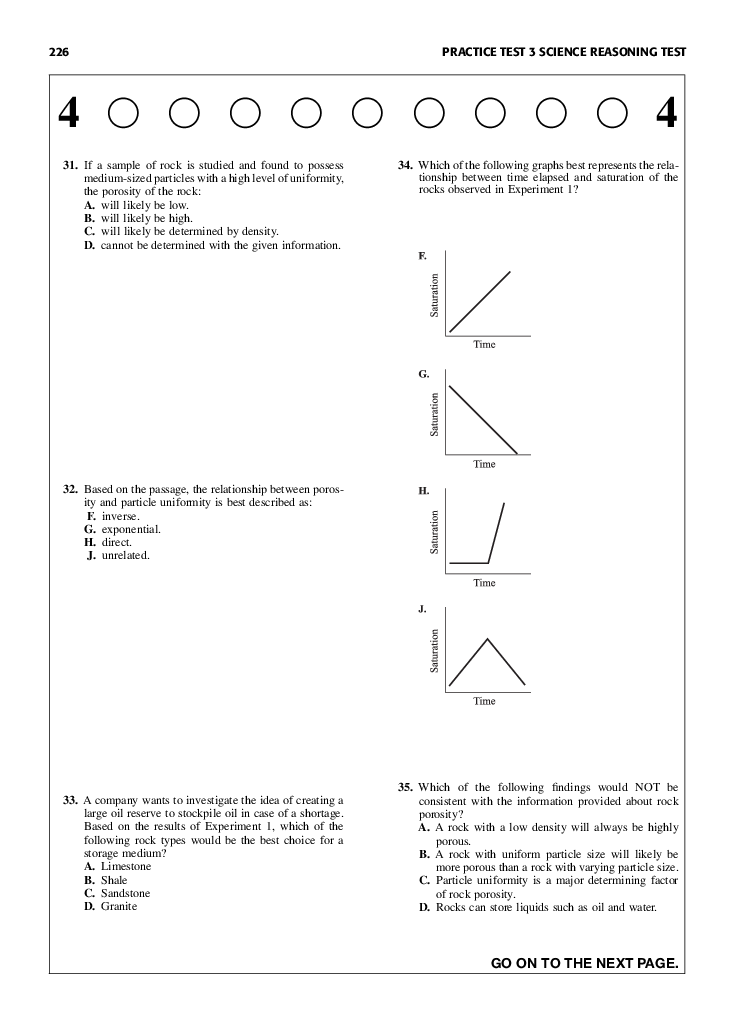 226
PRACTICE TEST 3 SCIENCE REASONING TEST
4
4
31. If a sample of rock is studied and found to possess
medium-sized particles with a high level of uniformity,
the porosity of the rock:
A. will likely be low.
B. will likely be high.
C. will likely be determined by density.
D. cannot be determined with the given information.
32. Based on the passage, the relationship between poros-
ity and particle uniformity is best described as:
F. inverse.
G. exponential.
H. direct.
J. unrelated.
33. A company wants to investigate the idea of creating a
large oil reserve to stockpile oil in case of a shortage.
Based on the results of Experiment 1, which of the
following rock types would be the best choice for a
storage medium?
A. Limestone
B. Shale
C. Sandstone
D. Granite
34. Which of the following graphs best represents the rela-
tionship between time elapsed and saturation of the
rocks observed in Experiment 1?
F.
Saturation
Time
G.
Saturation
Time
H.
Saturation
Time
J.
Saturation
Time
35. Which of the following findings would NOT be
consistent with the information provided about rock
porosity?
A. A rock with a low density will always be highly
porous.
B. A rock with uniform particle size will likely be
more porous than a rock with varying particle size.
C. Particle uniformity is a major determining factor
of rock porosity.
D. Rocks can store liquids such as oil and water.
GO ON TO THE NEXT PAGE.